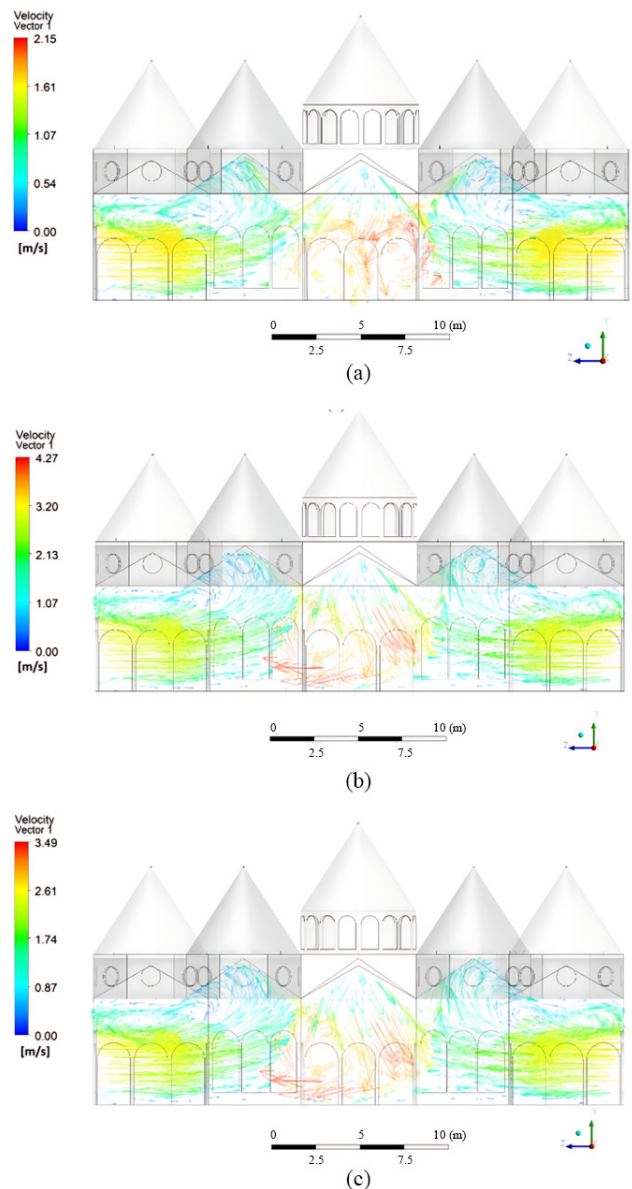 Velocity
Vector 1
2.15
1.61
1.07
0.54
0.00
[m/s]
0 5 10 (m)
2.5 7.5
Y
Z
(a)
Velocity
Vector 1
4.27
3.20
2.13
1.07
0.00
[m/s]
0 5 10 (m)
2.5 7.5
Y
Z
(b)
Velocity
Vector 1
3.49
2.61
1.74
0.87
0.00
[m/s]
0 5 10 (m)
2.5 7.5
Y
Z
(c)